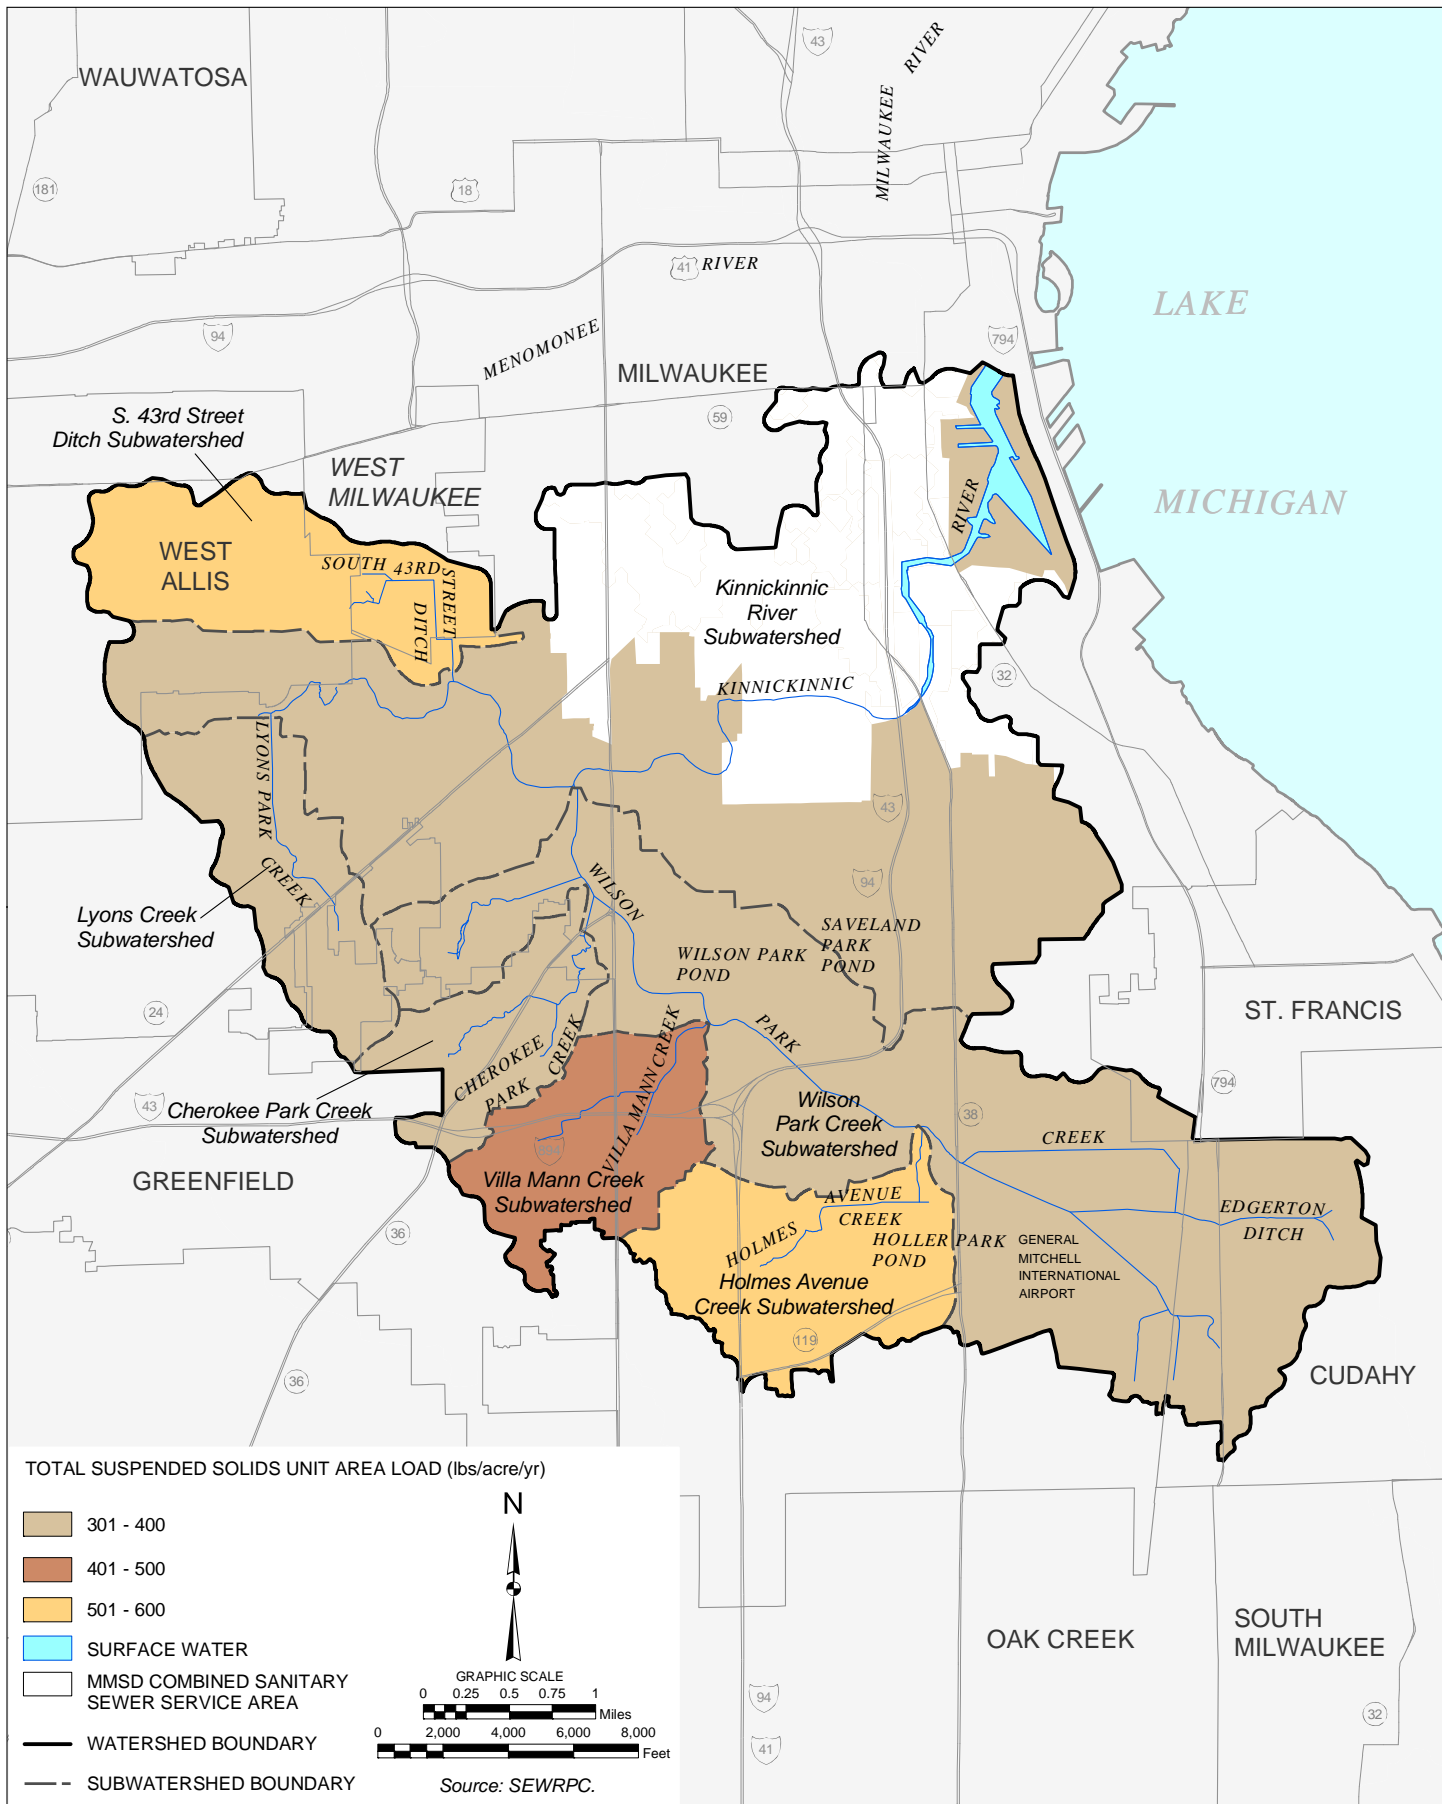 WAUWATOSA
43
MILWAUKEE
RIVER
181
18
41
RIVER
94
MENOMONEE
794
MILWAUKEE
59
LAKE
MICHIGAN
S. 43rd Street
Ditch Subwatershed
WEST
MILWAUKEE
WEST
ALLIS
SOUTH 43RD
STREET
DITCH
RIVER
Kinnickinnic
River
Subwatershed
KINNICKINNIC
32
LYONS PARK
CREEK
43
94
Lyons Creek
Subwatershed
WILSON
WILSON PARK
POND
SAVELAND
PARK
POND
ST. FRANCIS
24
PARK
CHEROKEE
PARK
CREEK
VILLA MANN CREEK
43
Cherokee Park Creek
Subwatershed
894
Wilson
Park Creek
Subwatershed
38
794
CREEK
GREENFIELD
Villa Mann Creek
Subwatershed
36
HOLMES
AVENUE
CREEK
HOLLER PARK
POND
EDGERTON
DITCH
GENERAL
MITCHELL
INTERNATIONAL
AIRPORT
Holmes Avenue
Creek Subwatershed
119
36
CUDAHY
TOTAL SUSPENDED SOLIDS UNIT AREA LOAD (lbs/acre/yr)
301 - 400
401 - 500
501 - 600
SURFACE WATER
MMSD COMBINED SANITARY
SEWER SERVICE AREA
WATERSHED BOUNDARY
SUBWATERSHED BOUNDARY
N
GRAPHIC SCALE
0 0.25 0.5 0.75 1
Miles
0 2,000 4,000 6,000 8,000
Feet
Source: SEWRPC.
OAK CREEK
SOUTH
MILWAUKEE
94
41
32